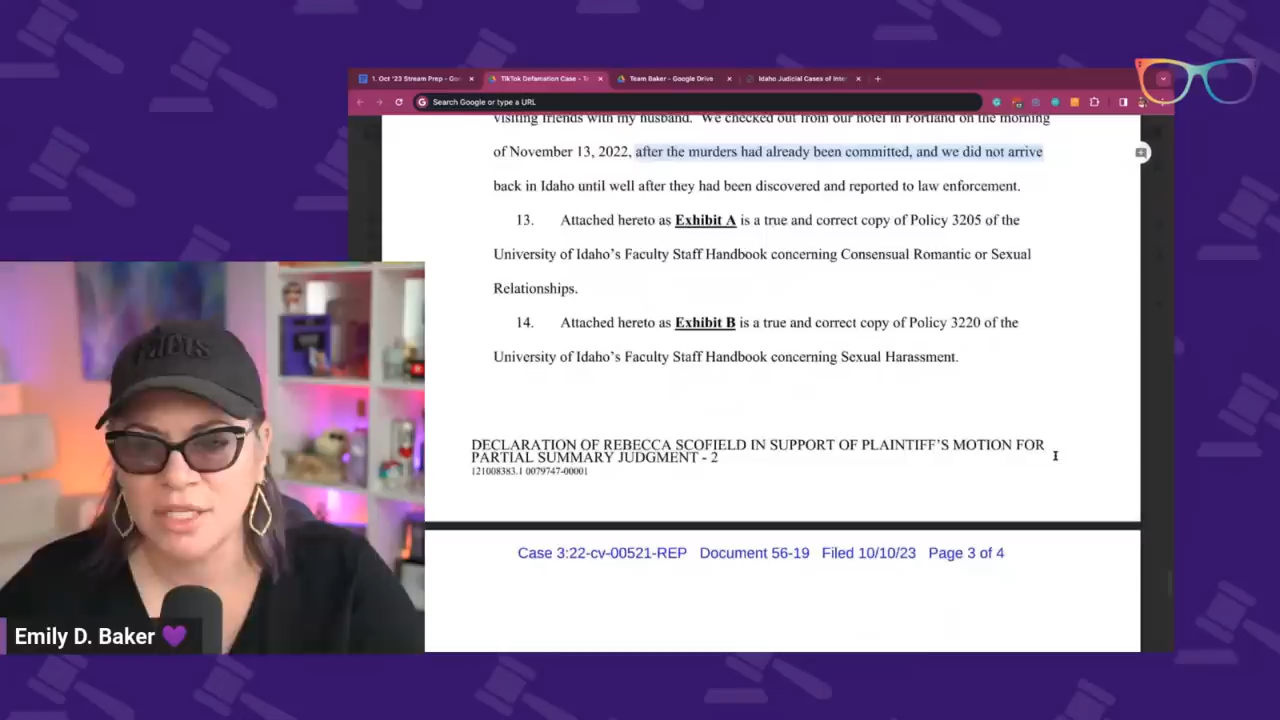 1. Oct '23 Stream Prep - Go
TikTok Defamation Case - T
Team Baker - Google Drive
Idaho Judicial Cases of Inte
Search Google or type a URL
visiting friends with my husband. We checked out from our hotel in Portland on the morning
of November 13, 2022, after the murders had already been committed, and we did not arrive
back in Idaho until well after they had been discovered and reported to law enforcement.
13. Attached hereto as Exhibit A is a true and correct copy of Policy 3205 of the
University of Idaho's Faculty Staff Handbook concerning Consensual Romantic or Sexual
Relationships.
14. Attached hereto as Exhibit B is a true and correct copy of Policy 3220 of the
University of Idaho's Faculty Staff Handbook concerning Sexual Harassment.
DECLARATION OF REBECCA SCOFIELD IN SUPPORT OF PLAINTIFF'S MOTION FOR
PARTIAL SUMMARY JUDGMENT - 2
121008383.1 0079747-00001
Case 3:22-cv-00521-REP Document 56-19 Filed 10/10/23 Page 3 of 4
facts
Emily D. Baker 💜